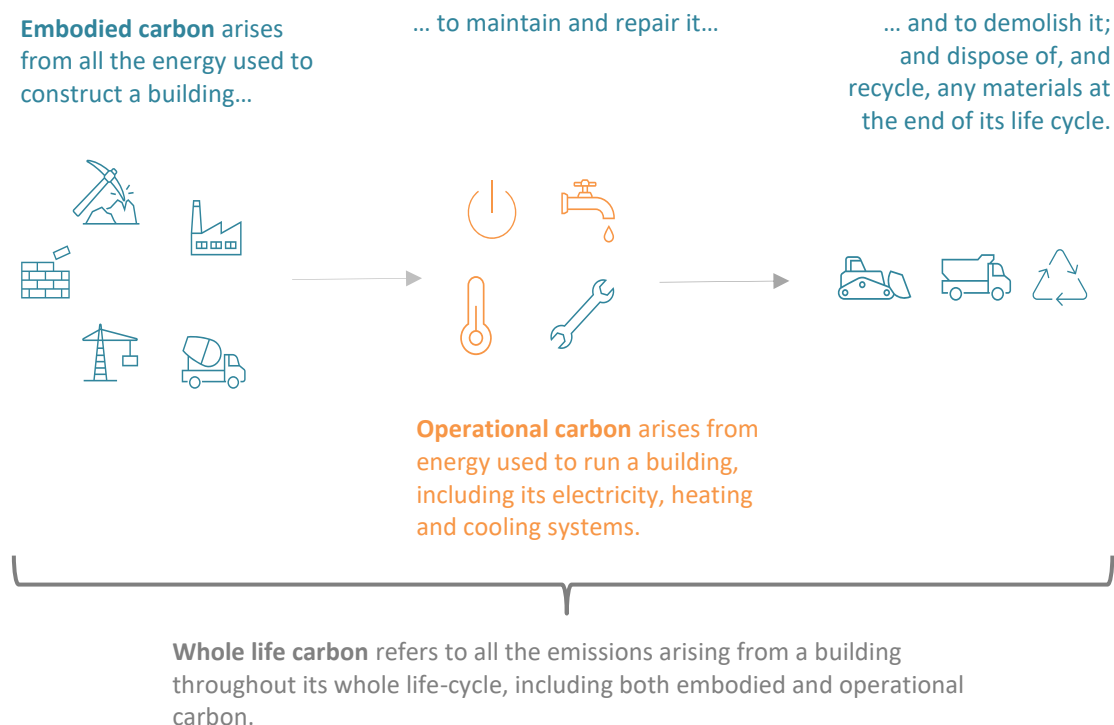 Embodied carbon arises
from all the energy used to
construct a building…
… to maintain and repair it…
… and to demolish it;
and dispose of, and
recycle, any materials at
the end of its life cycle.
Operational carbon arises from
energy used to run a building,
including its electricity, heating
and cooling systems.
Whole life carbon refers to all the emissions arising from a building
throughout its whole life-cycle, including both embodied and operational
carbon.